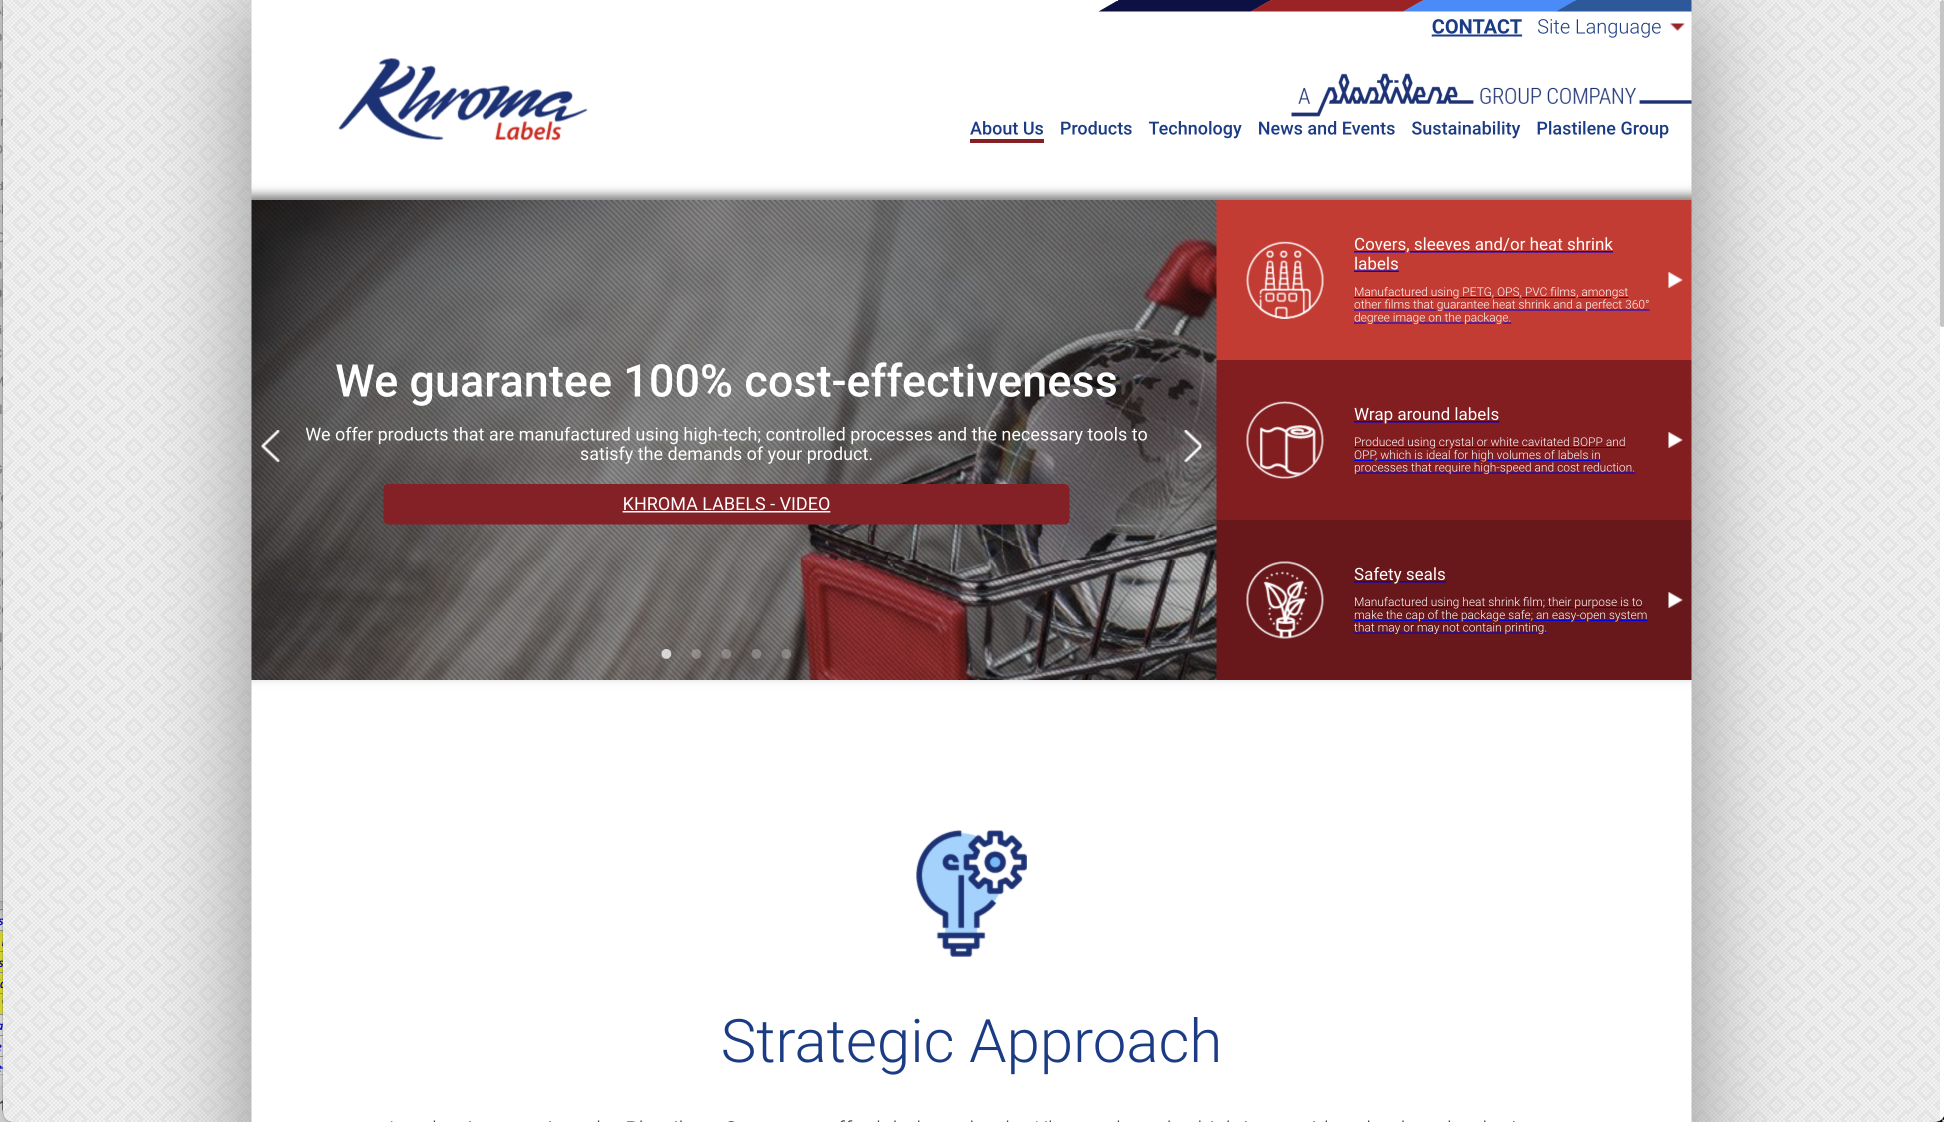 CONTACT Site Language
Khroma
Labels
A plastilene GROUP COMPANY
About Us Products Technology News and Events Sustainability Plastilene Group
We guarantee 100% cost-effectiveness
We offer products that are manufactured using high-tech; controlled processes and the necessary tools to
satisfy the demands of your product.
KHROMA LABELS - VIDEO
Covers, sleeves and/or heat shrink
labels
Manufactured using PETG, OPS, PVC films, amongst
other films that guarantee heat shrink and a perfect 360°
degree image on the package.
Wrap around labels
Produced using crystal or white cavitated BOPP and
OPP, which is ideal for high volumes of labels in
processes that require high-speed and cost reduction.
Safety seals
Manufactured using heat shrink film; their purpose is to
make the cap of the package safe; an easy-open system
that may or may not contain printing.
Strategic Approach